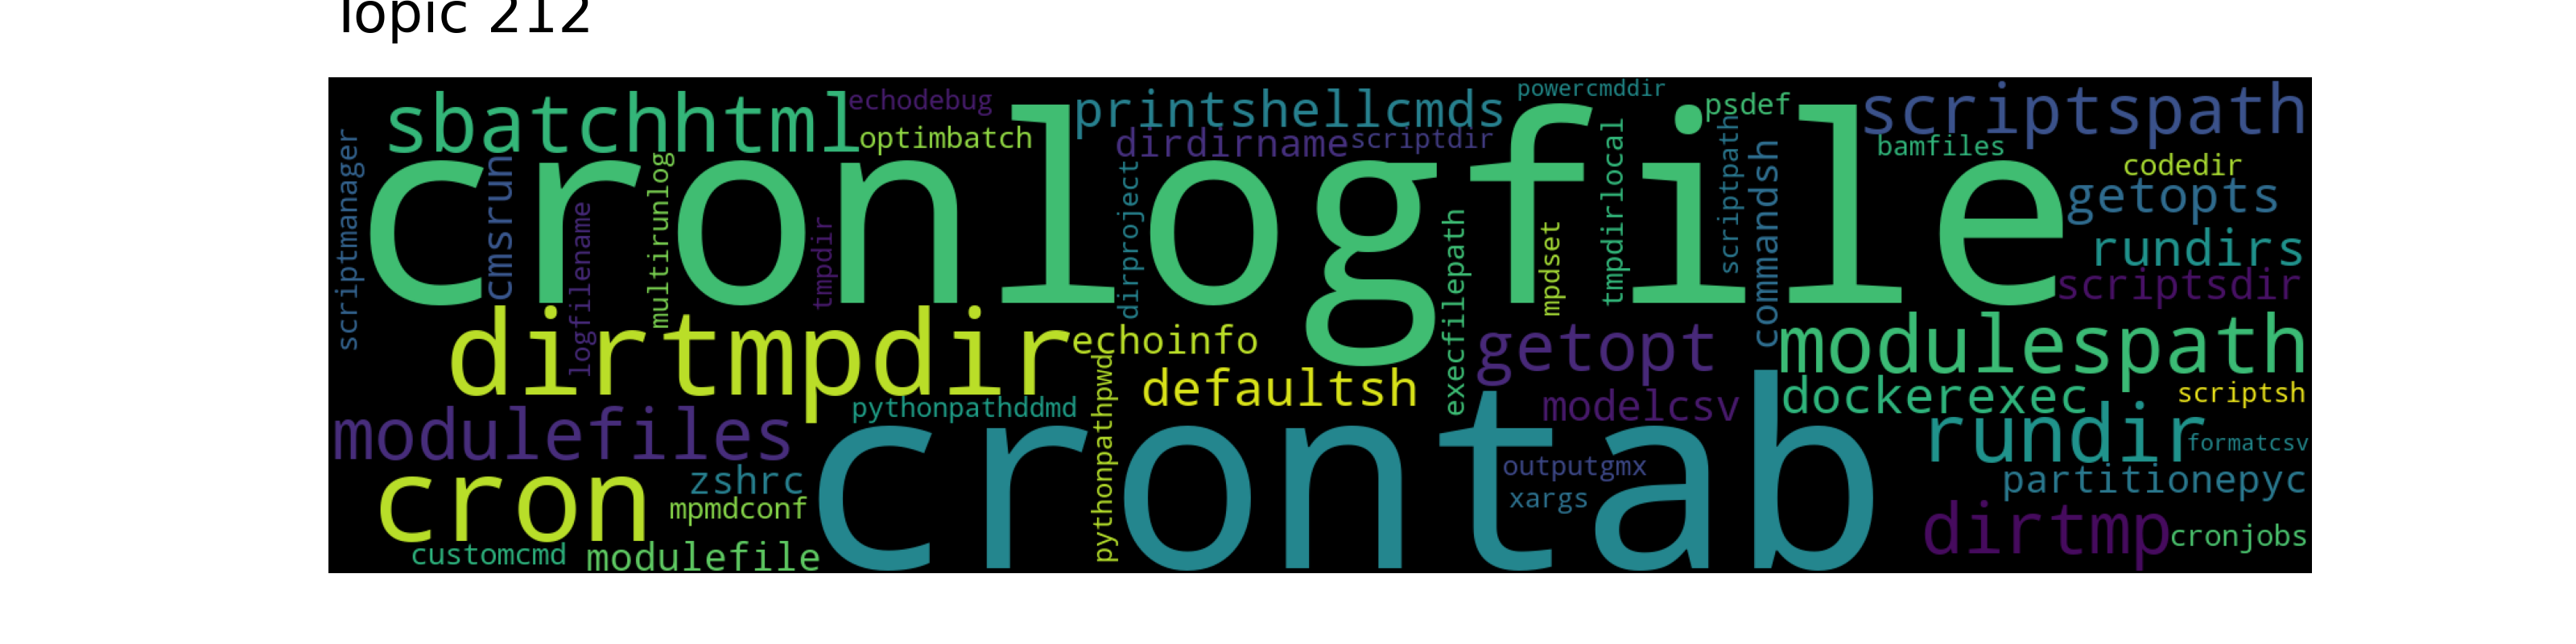 Topic 212
sbatchhtml
echodebug
optimbatch
printshellcmds
dirdirname
scriptdir
powercmddir
psdef
scriptspath
bamfiles
codedir
getopts
rundirs
scriptsdir
cronlogfile
scriptmanager
cmsrun
logfilename
multirunlog
tmpdir
dirproject
execfilepath
mpdset
tmpdirlocal
scriptpath
commandsh
dirtmpdir
echoinfo
defaultsh
getopt
modelcsv
modulespath
dockerexec
scriptsh
rundir
formatcsv
partitionepyc
dirtmp
cronjobs
modulefiles
pythonpathddmd
pythonpathpwd
cron
zshrc
mpmdconf
customcmd
modulefile
crontab
outputgmx
xargs